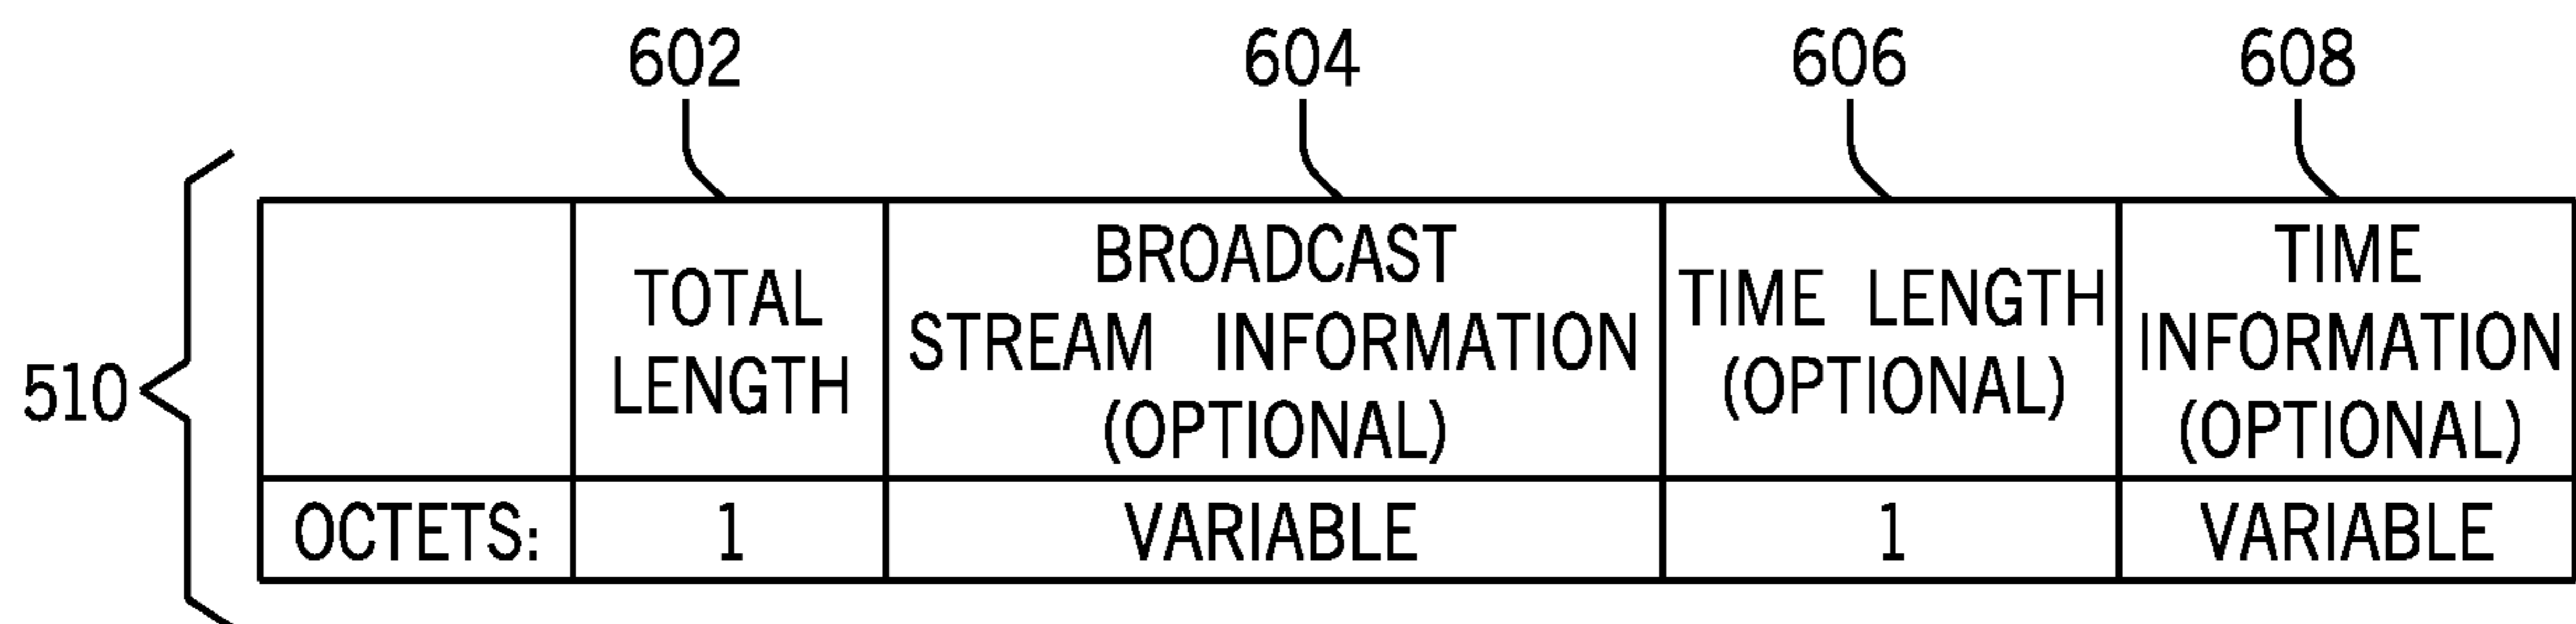 602
604
606
608
510
TOTAL
LENGTH
BROADCAST
STREAM INFORMATION
(OPTIONAL)
TIME LENGTH
(OPTIONAL)
TIME
INFORMATION
(OPTIONAL)
OCTETS:
1
VARIABLE
1
VARIABLE